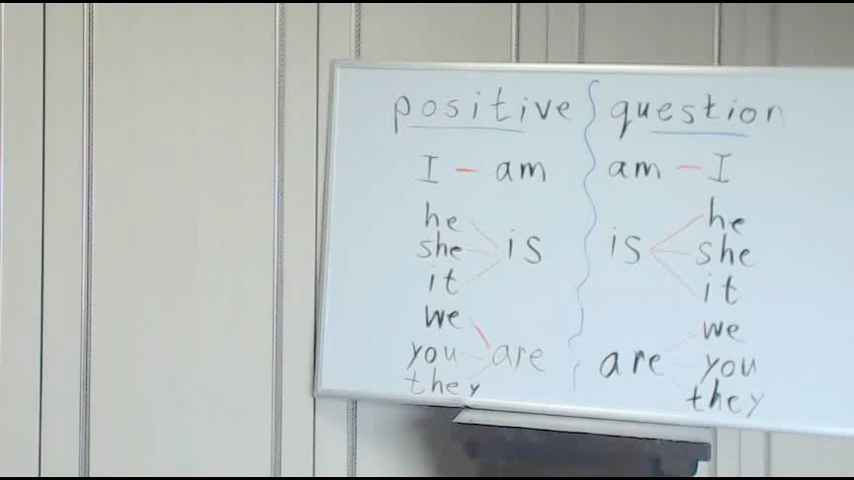 positive question
I - am am - I
he he
she is is she
it it
we we
you are are you
they they